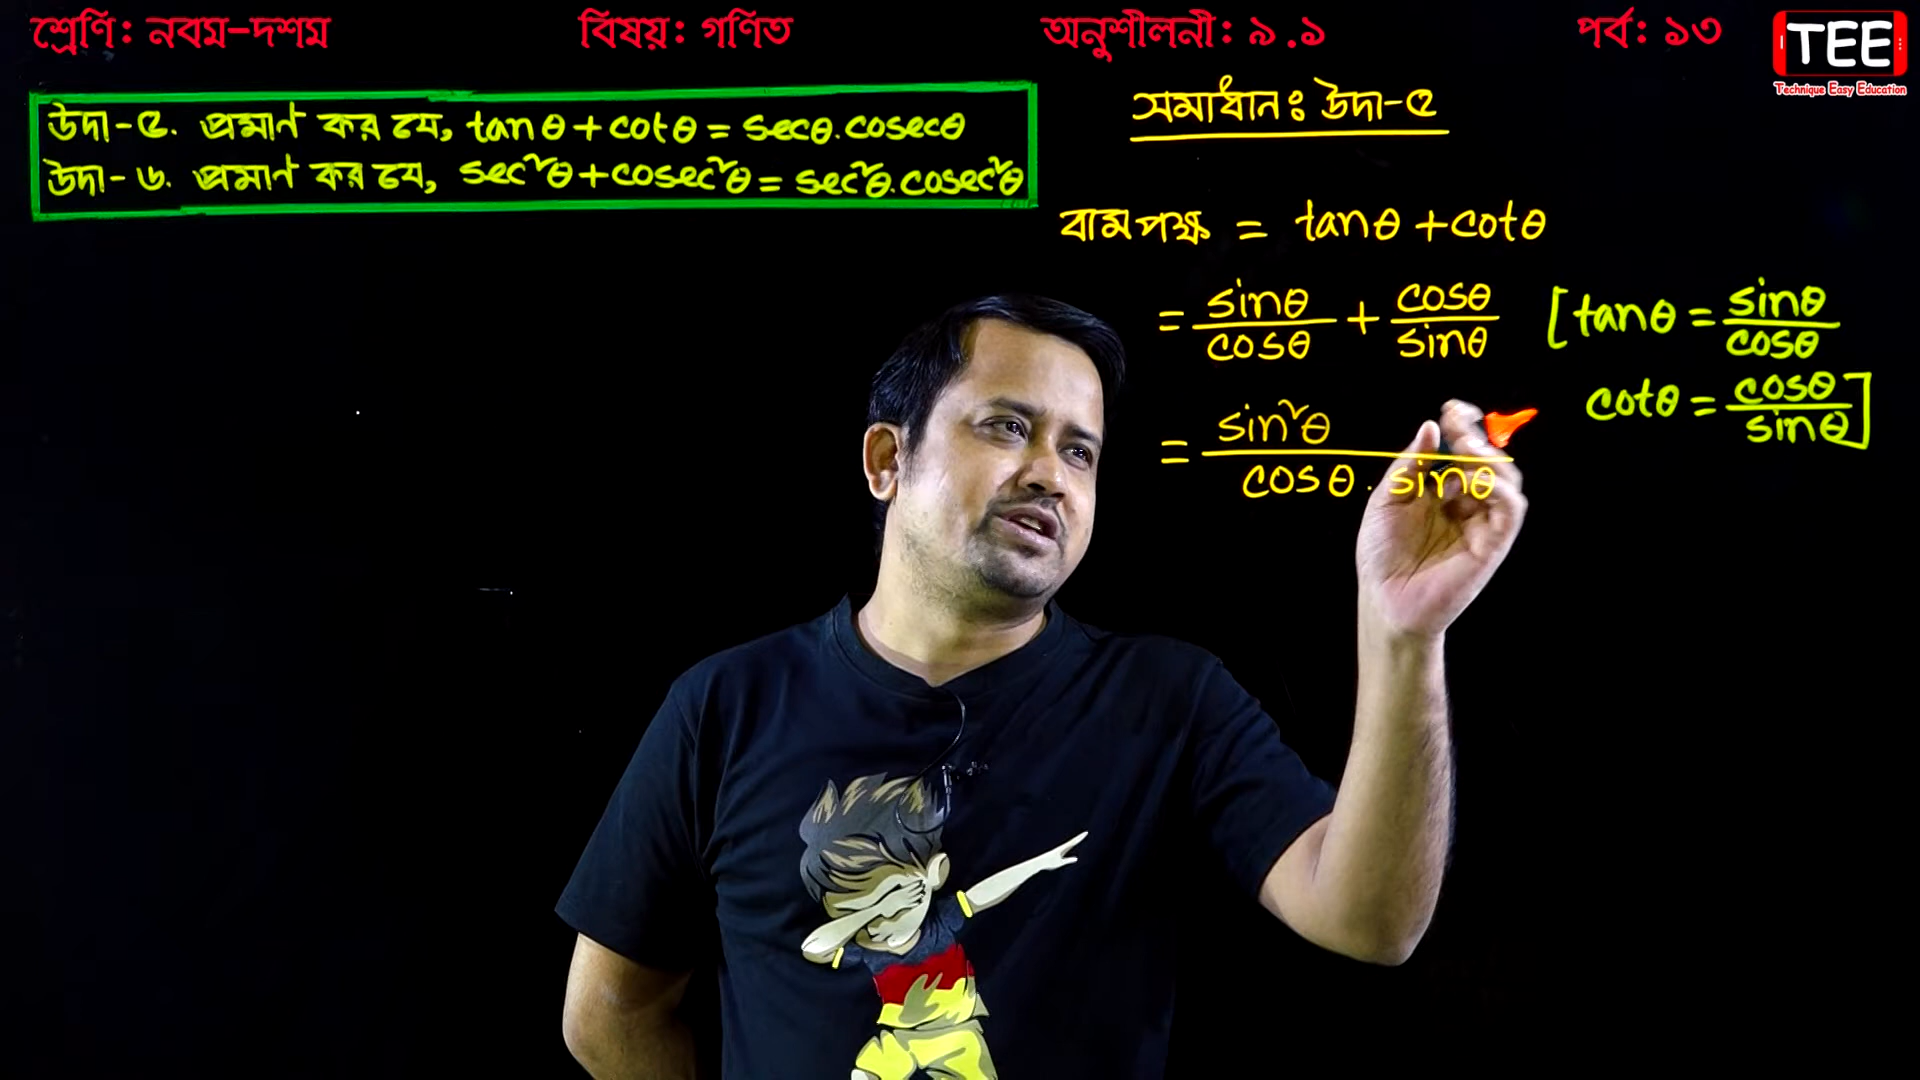 শ্রেণি: নবম-দশম বিষয়: গণিত অনুশীলনী: ৯.১ পর্ব: ১৩
TEE
Technique Easy Education
উদা-৫. প্রমাণ কর যে, tanθ + cotθ = secθ.cosecθ
উদা-৬. প্রমাণ কর যে, sec²θ + cosec²θ = sec²θ.cosec²θ
সমাধান: উদা-৫
বামপক্ষ = tanθ + cotθ
= sinθ/cosθ + cosθ/sinθ [tanθ = sinθ/cosθ
cotθ = cosθ/sinθ]
= sin²θ / cosθ . sinθ